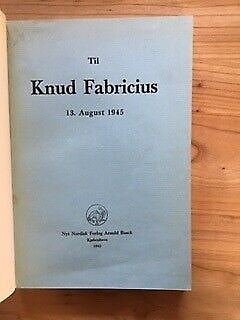 Til
Knud Fabricius
13. August 1945
Nyt Nordisk Forlag Arnold Busck
København
1945